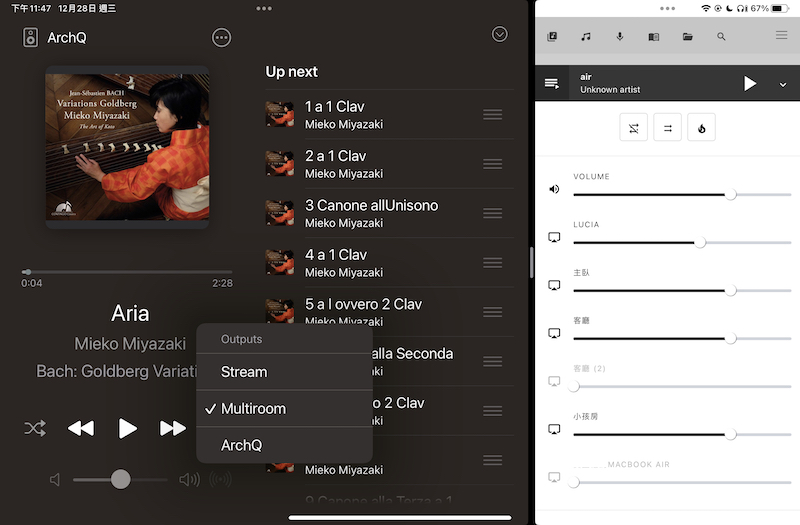 下午11:47 12月28日 週三
ArchQ
Jean-Sébastien BACH
Variations Goldberg
Mieko Miyazaki
The Art of Koto
0:04
2:28
Aria
Mieko Miyazaki
Bach: Goldberg Variati
Up next
1 a 1 Clav
Mieko Miyazaki
2 a 1 Clav
Mieko Miyazaki
3 Canone allUnisono
Mieko Miyazaki
4 a 1 Clav
Mieko Miyazaki
5 a l ovvero 2 Clav
Mieko Miyazaki
alla Seconda
aki
o 2 Clav
aki
Mieko Miyazaki
9 Canone alla Terza a 1
Outputs
Stream
Multiroom
ArchQ
67%
air
Unknown artist
VOLUME
LUCIA
主臥
客廳
客廳 (2)
小孩房
MACBOOK AIR